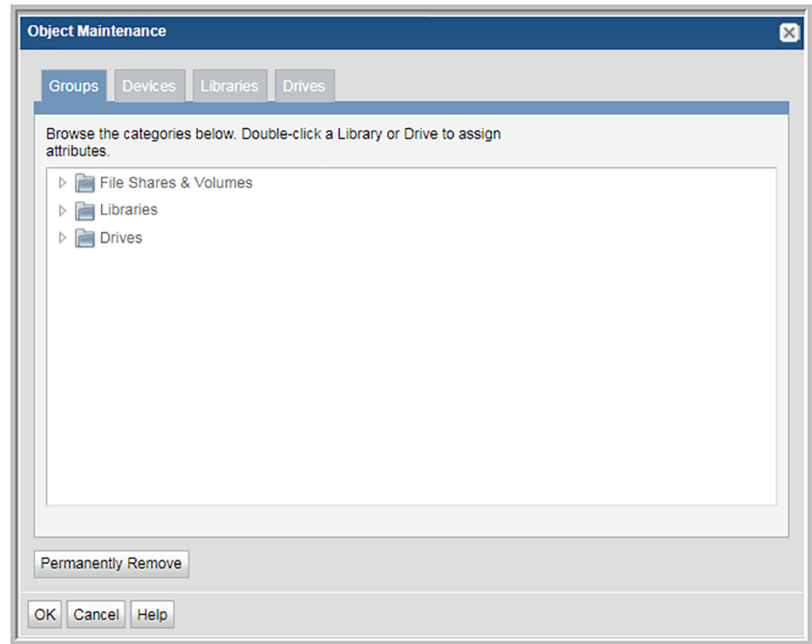 Object Maintenance
Groups Devices Libraries Drives
Browse the categories below. Double-click a Library or Drive to assign
attributes.
File Shares & Volumes
Libraries
Drives
Permanently Remove
OK Cancel Help